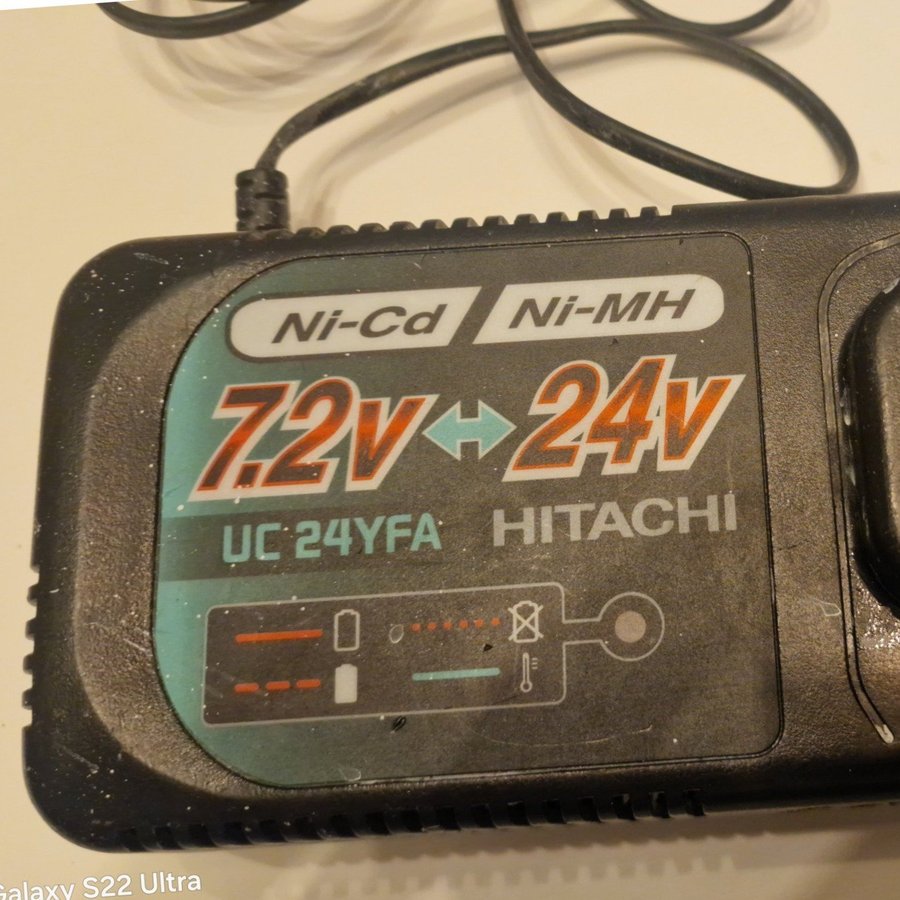 Ni-Cd Ni-MH
7.2V 24V
UC 24YFA HITACHI
Galaxy S22 Ultra